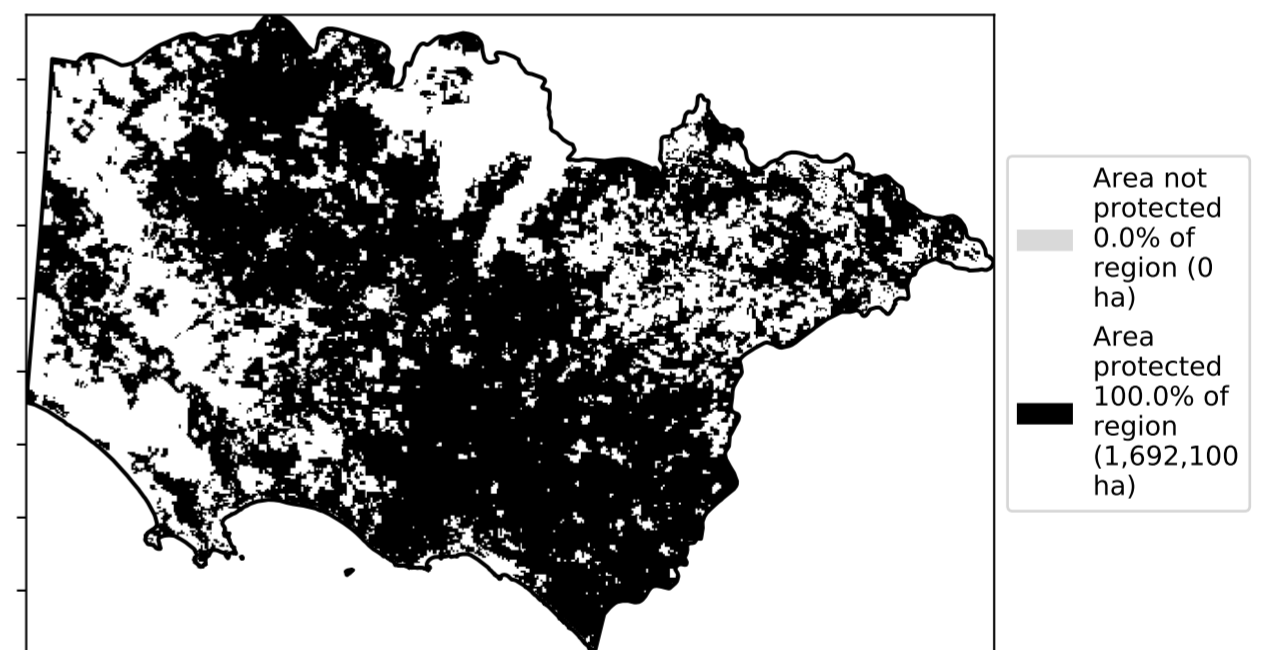 Area not
protected
0.0% of
region (0
ha)
Area
protected
100.0% of
region
(1,692,100
ha)